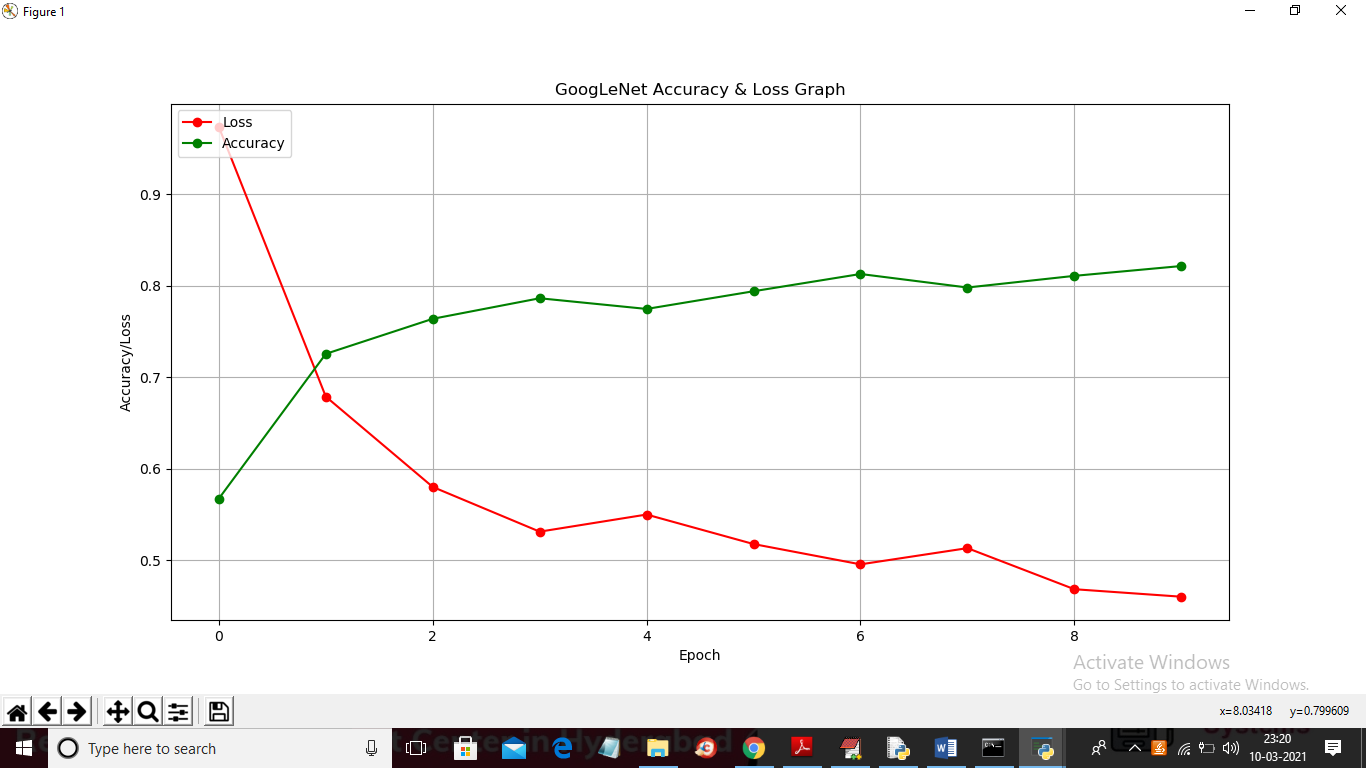 Figure 1
GoogLeNet Accuracy & Loss Graph
Loss
Accuracy
0.9
0.8
0.7
0.6
0.5
Accuracy/Loss
0 2 4 6 8
Epoch
Activate Windows
Go to Settings to activate Windows.
x=8.03418 y=0.799609
Type here to search
23:20
10-03-2021